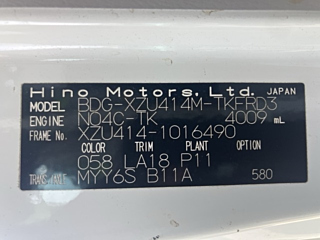 Hino Motors, Ltd. JAPAN
MODEL BDG-XZU414M-TKFRD3
ENGINE N04C-TK 4009 mL
FRAME No. XZU414-1016490
COLOR TRIM PLANT OPTION
058 LA18 P11
TRANS./AXLE MYY6S B11A 580